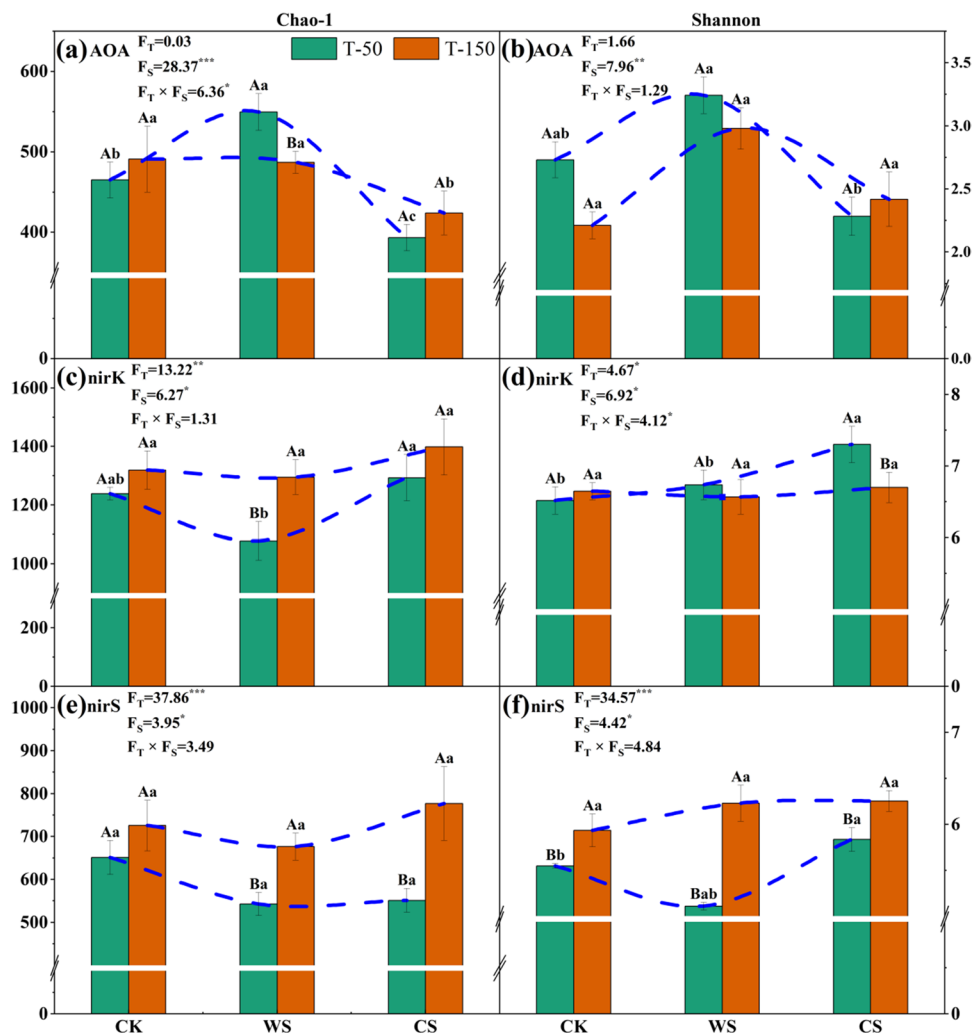 Chao-1
Shannon
(a) AOA
F_T=0.03
F_S=28.37***
F_T × F_S=6.36*
T-50
T-150
Ab
Aa
Aa
Ba
Ac
Ab
600
500
400
0
(b) AOA
F_T=1.66
F_S=7.96**
F_T × F_S=1.29
Aab
Aa
Aa
Aa
Ab
Aa
3.5
3.0
2.5
2.0
0.0
(c) nirK
F_T=13.22**
F_S=6.27*
F_T × F_S=1.31
Aab
Aa
Bb
Aa
Aa
Aa
1600
1400
1200
1000
200
0
(d) nirK
F_T=4.67*
F_S=6.92*
F_T × F_S=4.12*
Ab
Aa
Ab
Aa
Aa
Ba
8
7
6
0
(e) nirS
F_T=37.86***
F_S=3.95*
F_T × F_S=3.49
Aa
Aa
Ba
Aa
Ba
Aa
1000
900
800
700
600
500
0
(f) nirS
F_T=34.57***
F_S=4.42*
F_T × F_S=4.84
Bb
Aa
Bab
Aa
Ba
Aa
7
6
0
CK
WS
CS
CK
WS
CS